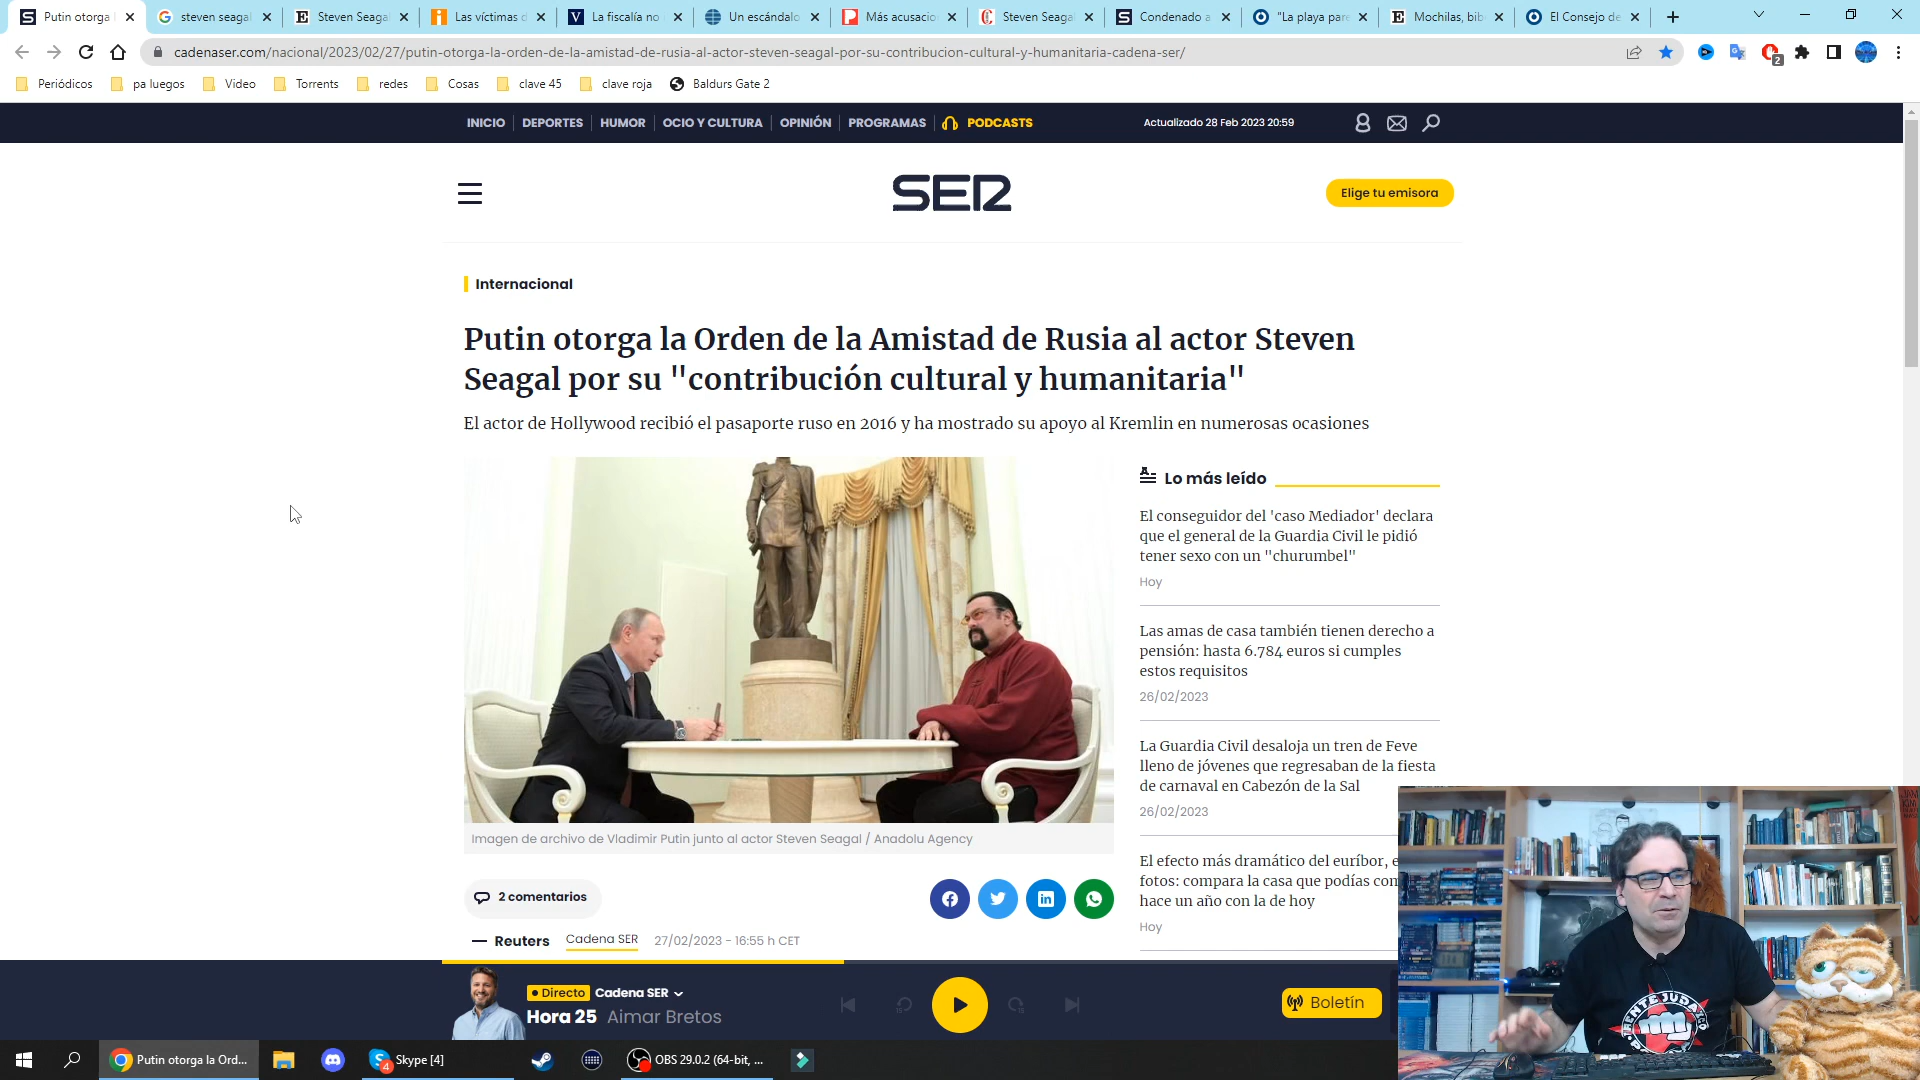 Putin otorga
steven seagal
Steven Seaga
Las víctimas d
La fiscalía no
Un escándalo
Más acusacio
Steven Seaga
Condenado a
"La playa pare
Mochilas, bib
El Consejo de
cadenaser.com/nacional/2023/02/27/putin-otorga-la-orden-de-la-amistad-de-rusia-al-actor-steven-seagal-por-su-contribucion-cultural-y-humanitaria-cadena-ser/
2
Periódicos
pa luegos
Video
Torrents
redes
Cosas
clave 45
clave roja
Baldurs Gate 2
INICIO
DEPORTES
HUMOR
OCIO Y CULTURA
OPINIÓN
PROGRAMAS
PODCASTS
Actualizado 28 Feb 2023 20:59
SER
Elige tu emisora
Internacional
Putin otorga la Orden de la Amistad de Rusia al actor Steven
Seagal por su "contribución cultural y humanitaria"
El actor de Hollywood recibió el pasaporte ruso en 2016 y ha mostrado su apoyo al Kremlin en numerosas ocasiones
Imagen de archivo de Vladimir Putin junto al actor Steven Seagal / Anadolu Agency
2 comentarios
Reuters
Cadena SER
27/02/2023 - 16:55 h CET
Lo más leído
El conseguidor del 'caso Mediador' declara
que el general de la Guardia Civil le pidió
tener sexo con un "churumbel"
Hoy
Las amas de casa también tienen derecho a
pensión: hasta 6.784 euros si cumples
estos requisitos
26/02/2023
La Guardia Civil desaloja un tren de Feve
lleno de jóvenes que regresaban de la fiesta
de carnaval en Cabezón de la Sal
26/02/2023
El efecto más dramático del euríbor, e
fotos: compara la casa que podías com
hace un año con la de hoy
Hoy
Directo
Cadena SER
Hora 25 Aimar Bretos
Boletín
Putin otorga la Ord...
4
Skype [4]
OBS 29.0.2 (64-bit, ...